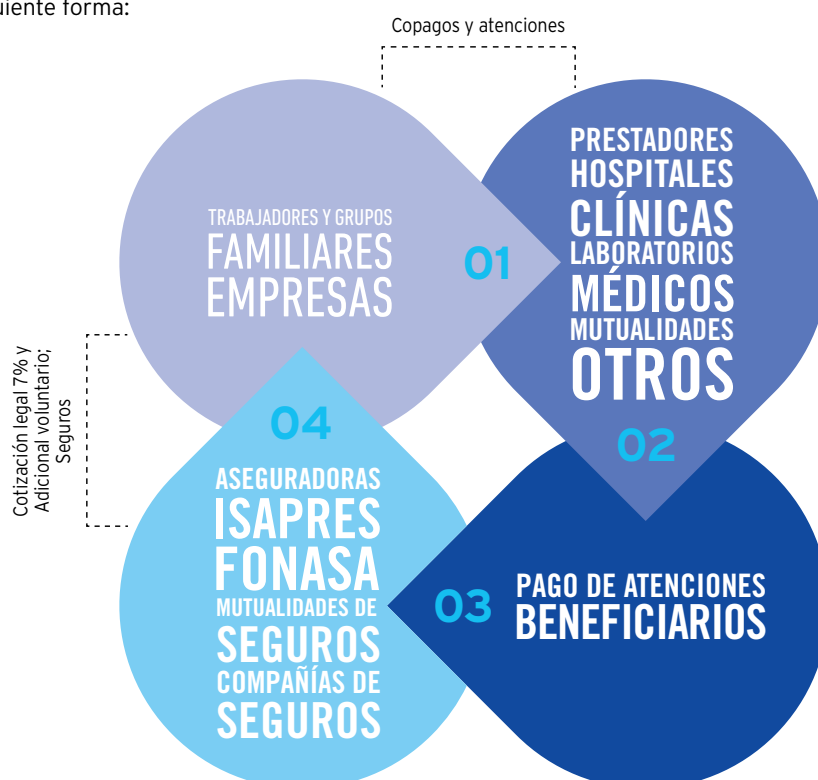 uiente forma:
Copagos y atenciones
TRABAJADORES Y GRUPOS
FAMILIARES
EMPRESAS
01
PRESTADORES
HOSPITALES
CLÍNICAS
LABORATORIOS
MÉDICOS
MUTUALIDADES
OTROS
02
03
PAGO DE ATENCIONES
BENEFICIARIOS
04
ASEGURADORAS
ISAPRES
FONASA
MUTUALIDADES DE
SEGUROS
COMPAÑÍAS DE
SEGUROS
Cotización legal 7% y
Adicional voluntario;
Seguros